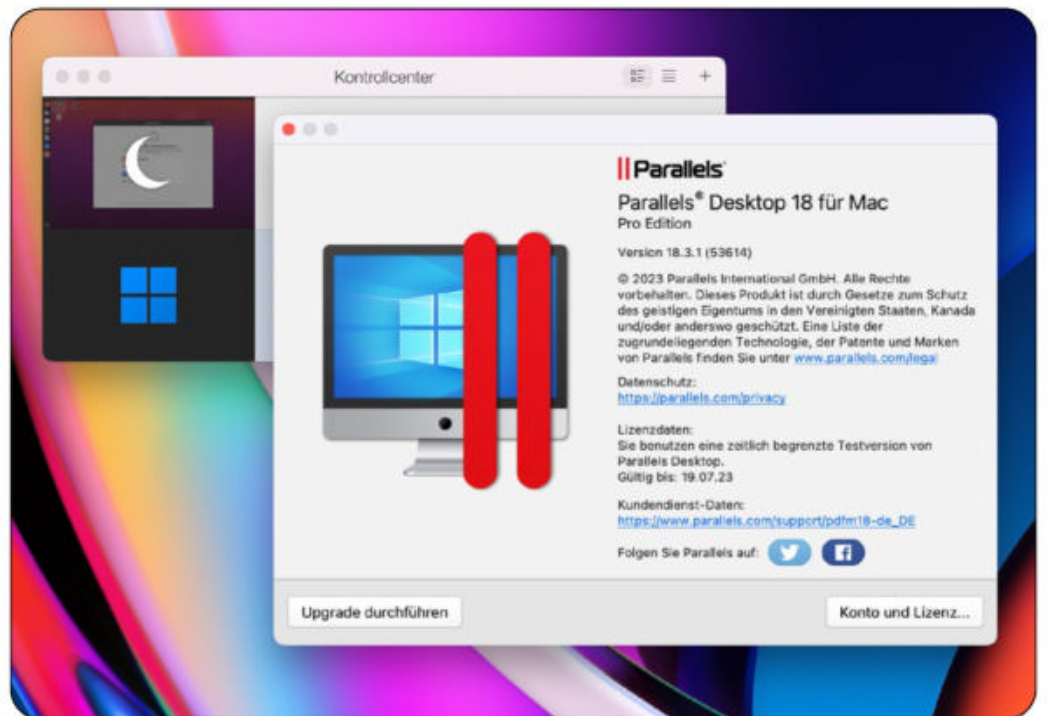 Kontrollcenter
Parallels®
Parallels® Desktop 18 für Mac
Pro Edition
Version 18.3.1 (53614)
© 2023 Parallels International GmbH. Alle Rechte
vorbehalten. Dieses Produkt ist durch Gesetze zum Schutz
des geistigen Eigentums in den Vereinigten Staaten, Kanada
und/oder anderswo geschützt. Eine Liste der
zugrundeliegenden Technologie, der Patente und Marken
von Parallels finden Sie unter www.parallels.com/legal
Datenschutz:
https://parallels.com/privacy
Lizenzdaten:
Sie benutzen eine zeitlich begrenzte Testversion von
Parallels Desktop.
Gültig bis: 19.07.23
Kundendienst-Daten:
https://www.parallels.com/support/pdfm18-de_DE
Folgen Sie Parallels auf:
Upgrade durchführen
Konto und Lizenz...